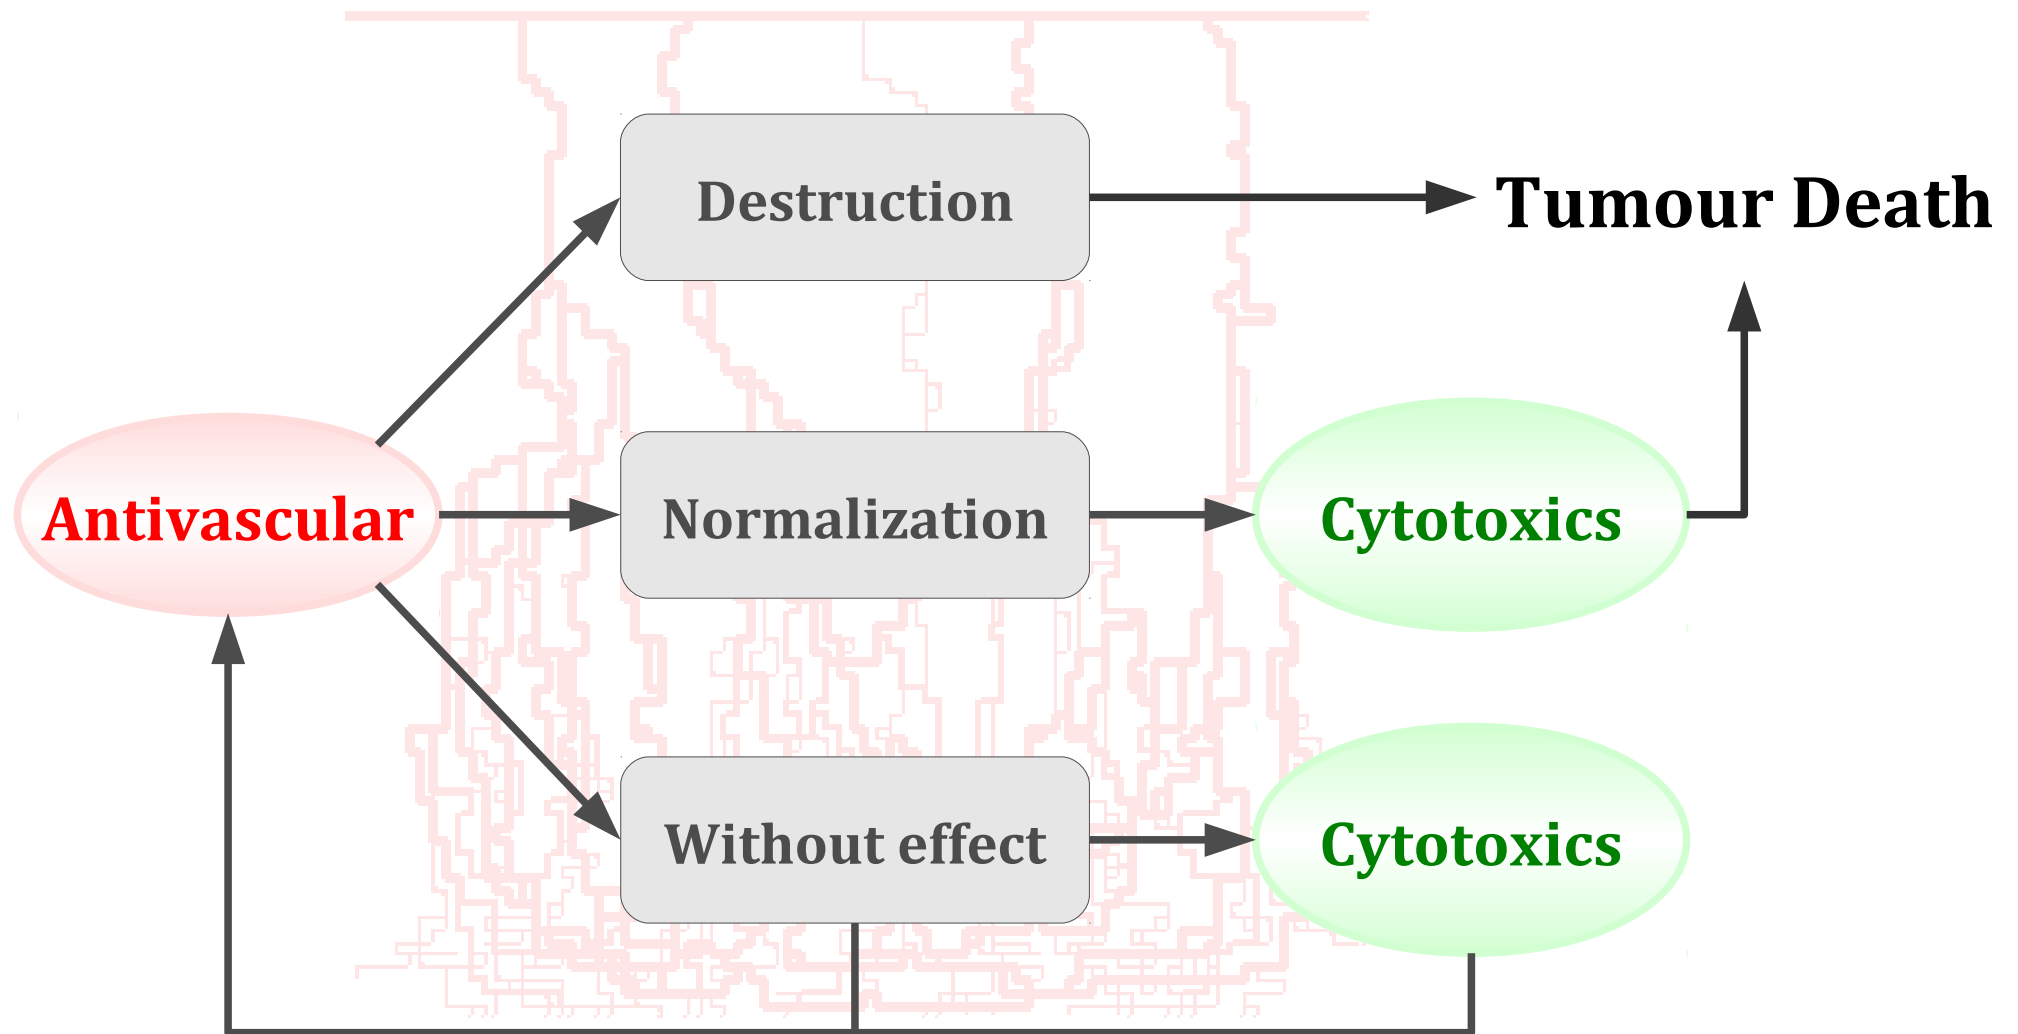 Destruction
Tumour Death
Antivascular
Normalization
Cytotoxics
Without effect
Cytotoxics